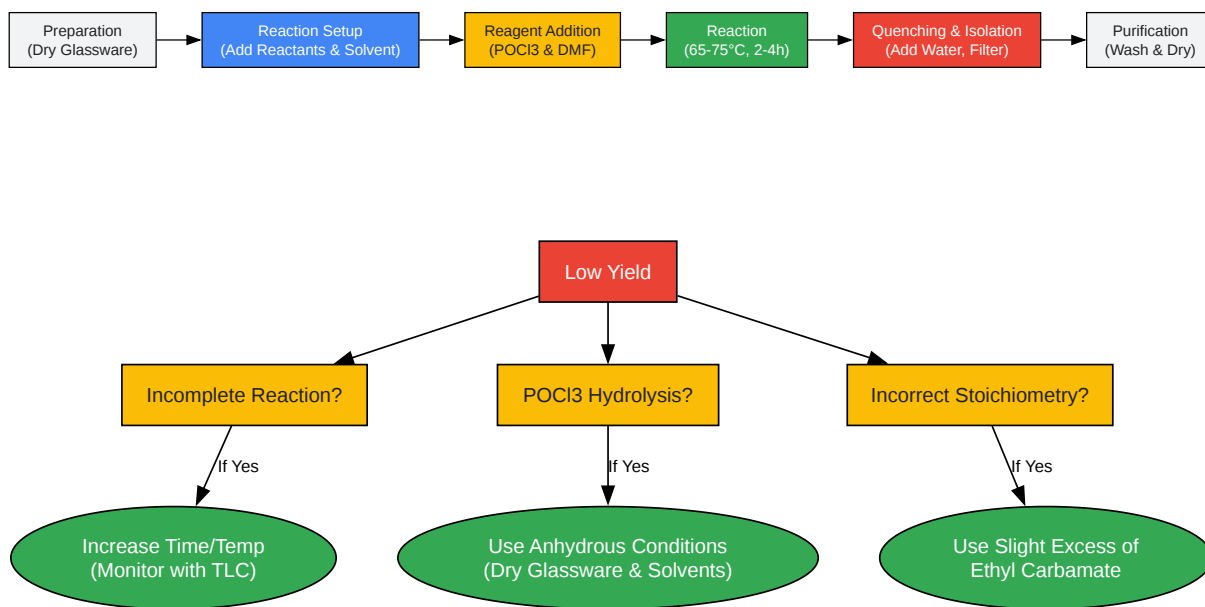 Preparation
(Dry Glassware)
Reaction Setup
(Add Reactants & Solvent)
Reagent Addition
(POCl3 & DMF)
Reaction
(65-75°C, 2-4h)
Quenching & Isolation
(Add Water, Filter)
Purification
(Wash & Dry)
Low Yield
Incomplete Reaction?
POCl3 Hydrolysis?
Incorrect Stoichiometry?
If Yes
If Yes
If Yes
Increase Time/Temp
(Monitor with TLC)
Use Anhydrous Conditions
(Dry Glassware & Solvents)
Use Slight Excess of
Ethyl Carbamate